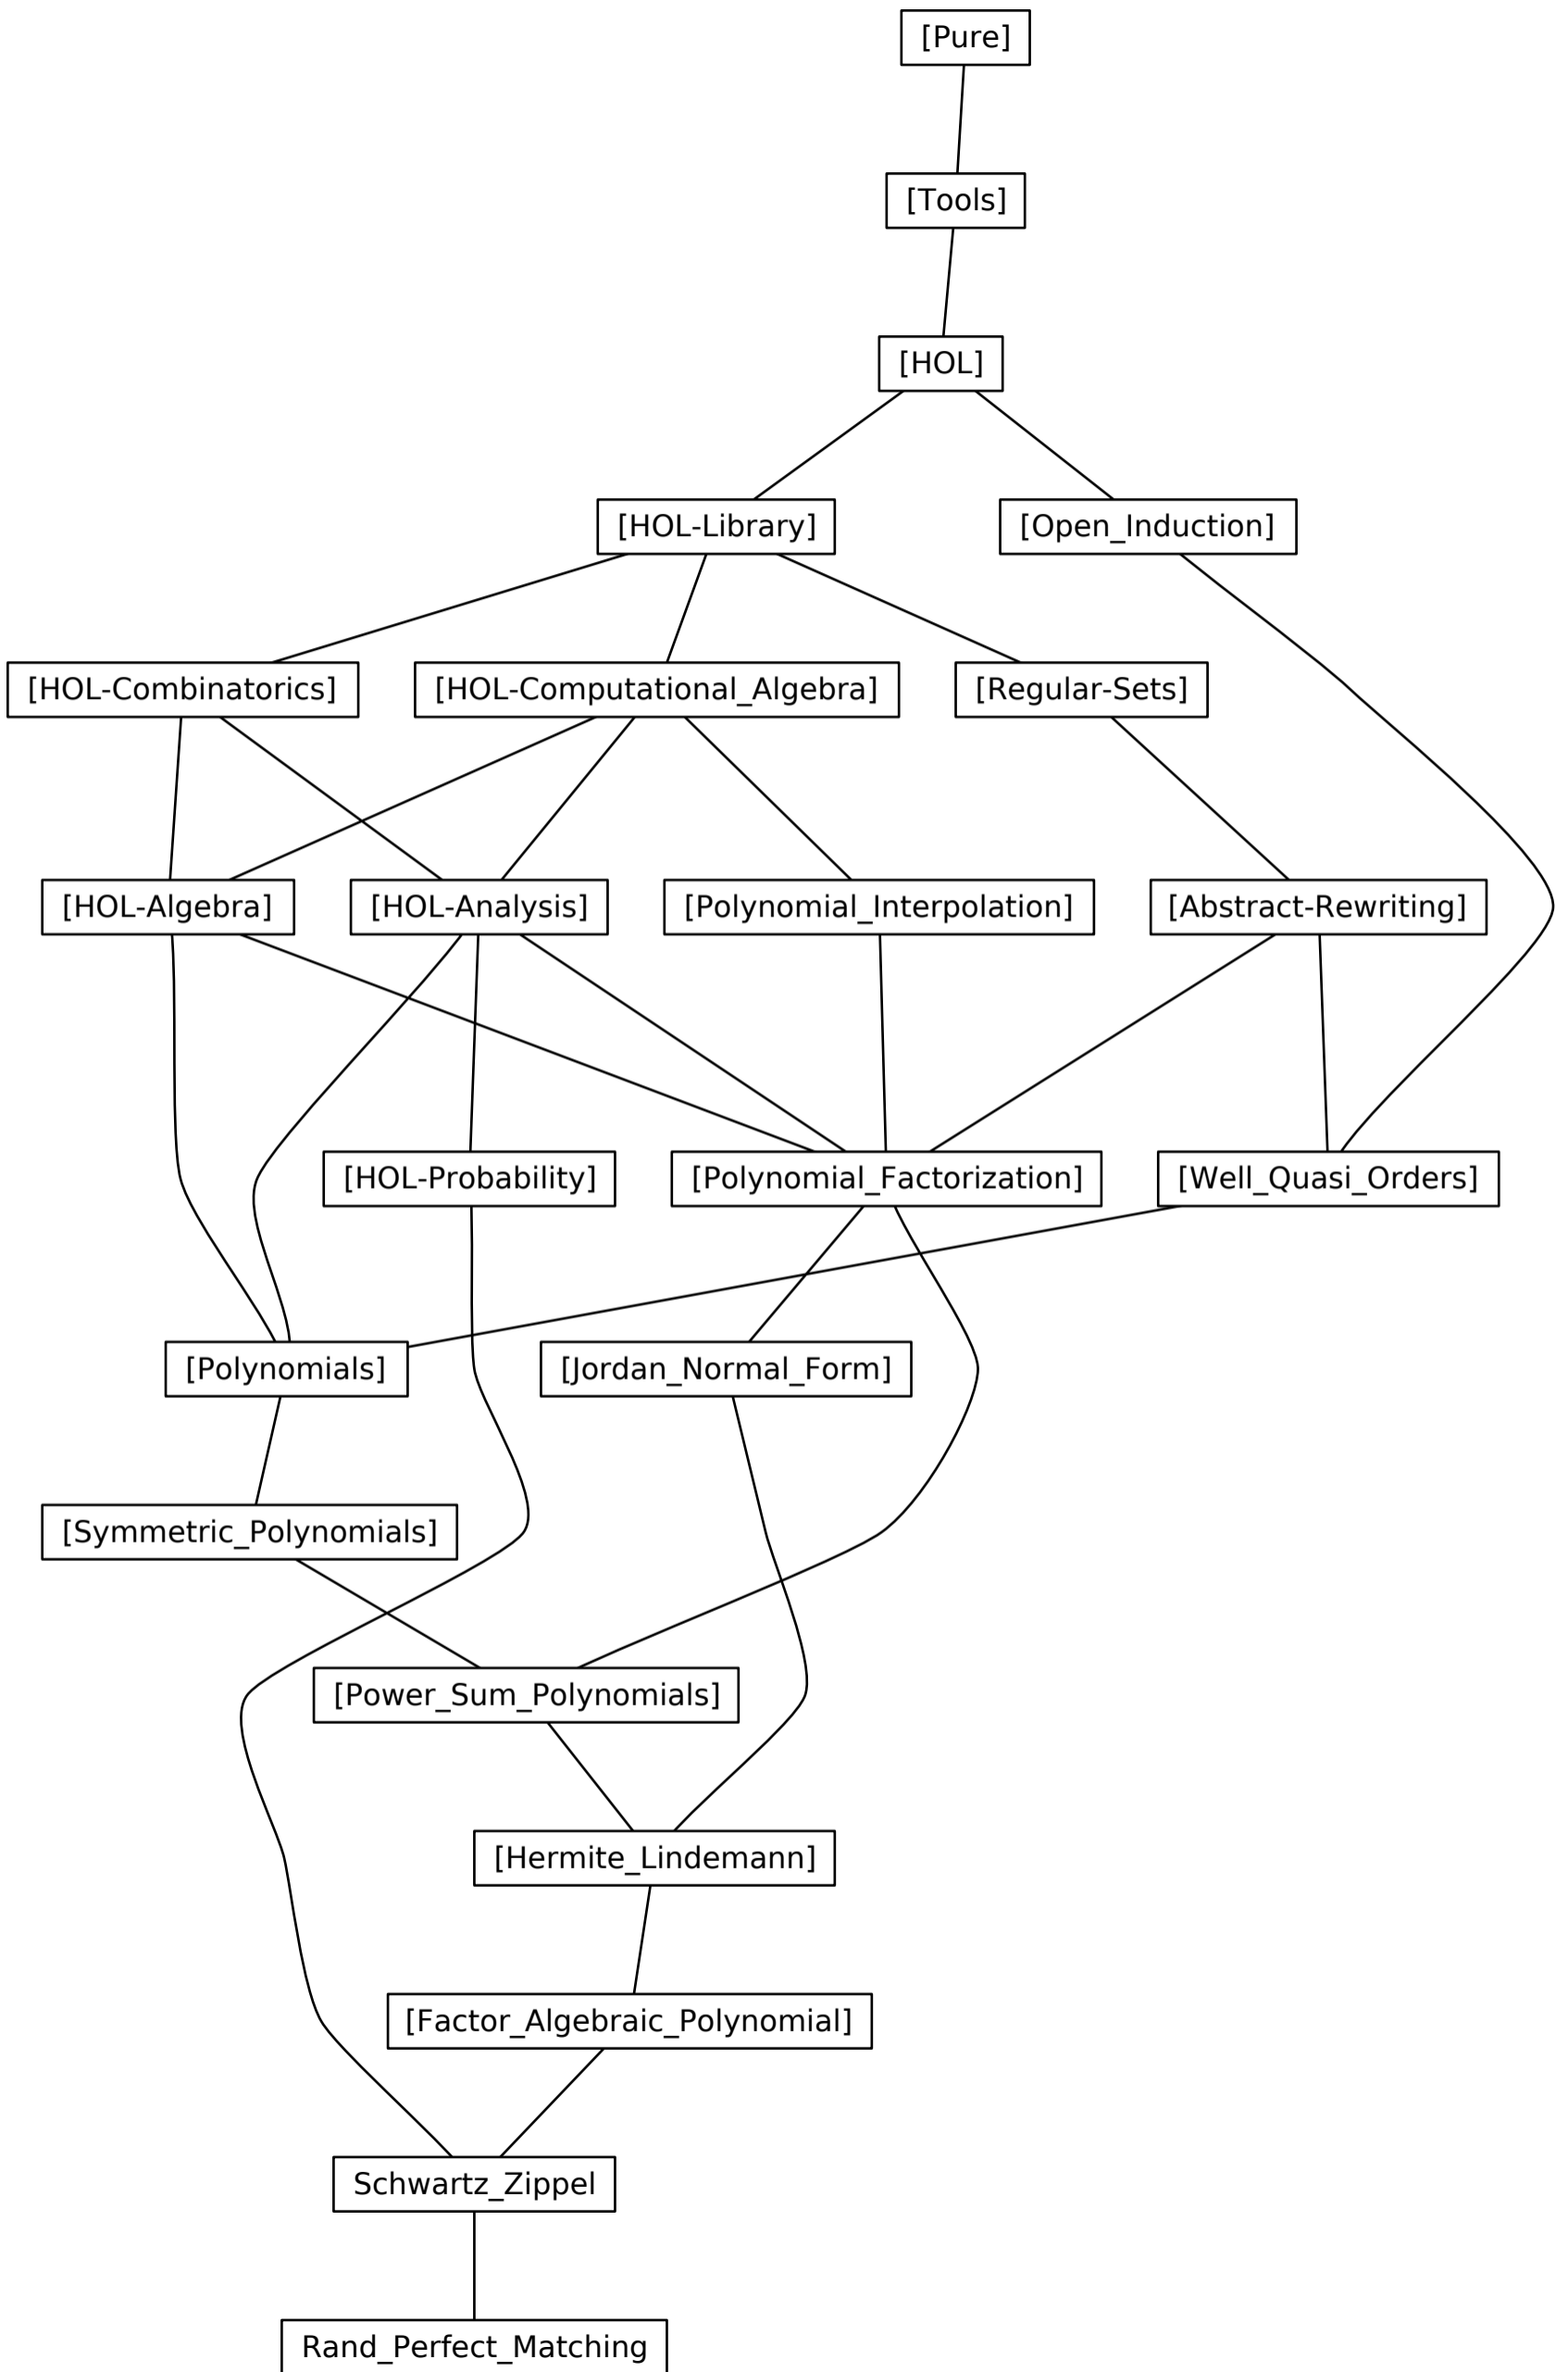 [Pure]
[Tools]
[HOL]
[HOL-Library]
[Open_Induction]
[HOL-Combinatorics]
[HOL-Computational_Algebra]
[Regular-Sets]
[HOL-Algebra]
[HOL-Analysis]
[Polynomial_Interpolation]
[Abstract-Rewriting]
[HOL-Probability]
[Polynomial_Factorization]
[Well_Quasi_Orders]
[Polynomials]
[Jordan_Normal_Form]
[Symmetric_Polynomials]
[Power_Sum_Polynomials]
[Hermite_Lindemann]
[Factor_Algebraic_Polynomial]
Schwartz_Zippel
Rand_Perfect_Matching